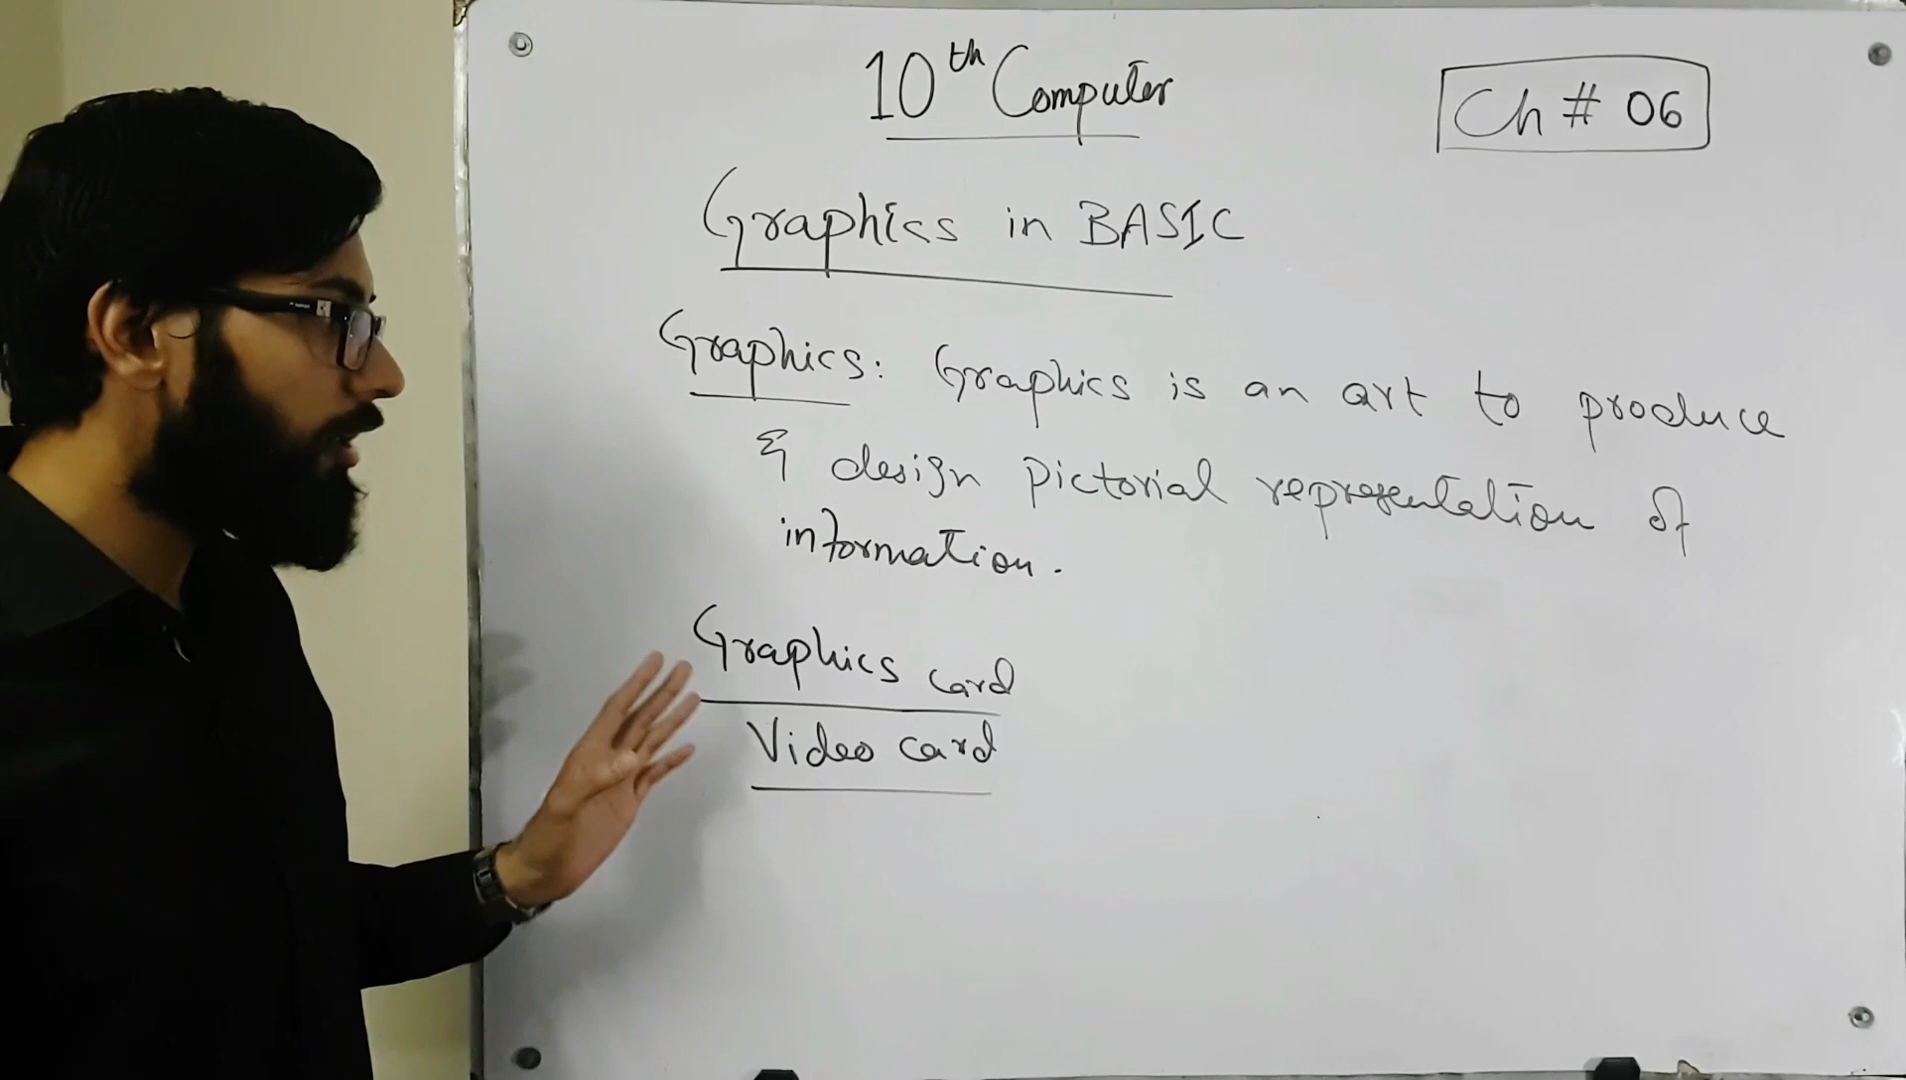 10th Computer
Ch # 06
Graphics in BASIC
Graphics: Graphics is an art to produce
& design pictorial representation of
information.
Graphics card
Video card